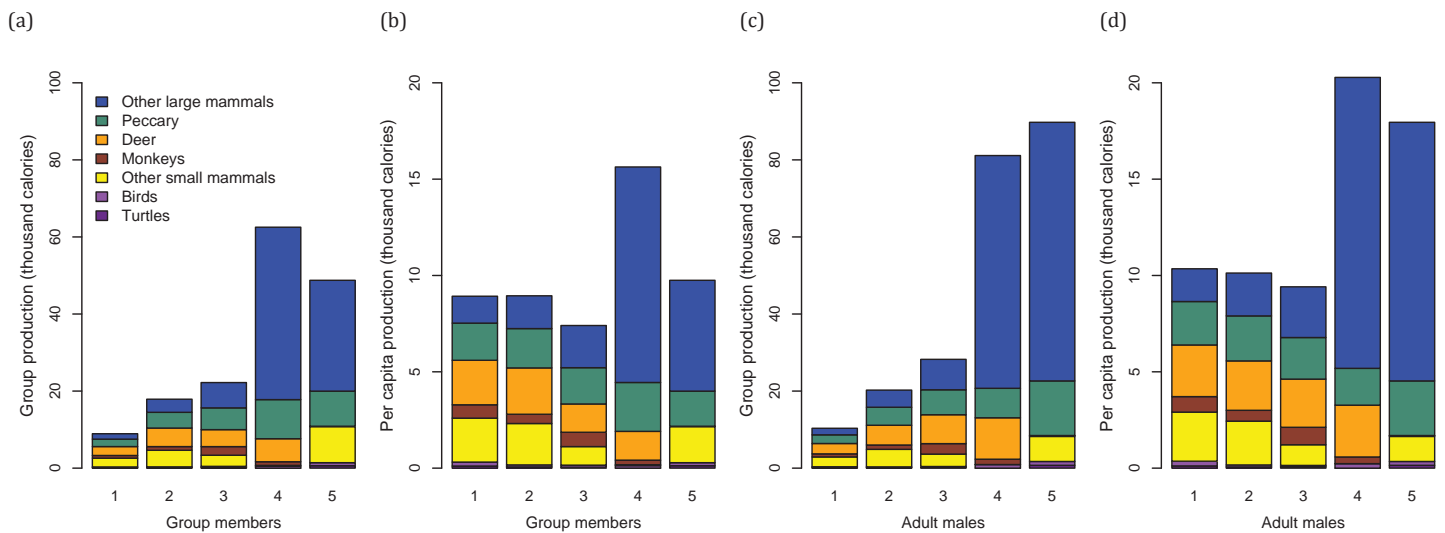 (a)
Group production (thousand calories)
0 20 40 60 80 100
Other large mammals
Peccary
Deer
Monkeys
Other small mammals
Birds
Turtles
1 2 3 4 5
Group members
(b)
Per capita production (thousand calories)
0 5 10 15 20
1 2 3 4 5
Group members
(c)
Group production (thousand calories)
0 20 40 60 80 100
1 2 3 4 5
Adult males
(d)
Per capita production (thousand calories)
0 5 10 15 20
1 2 3 4 5
Adult males